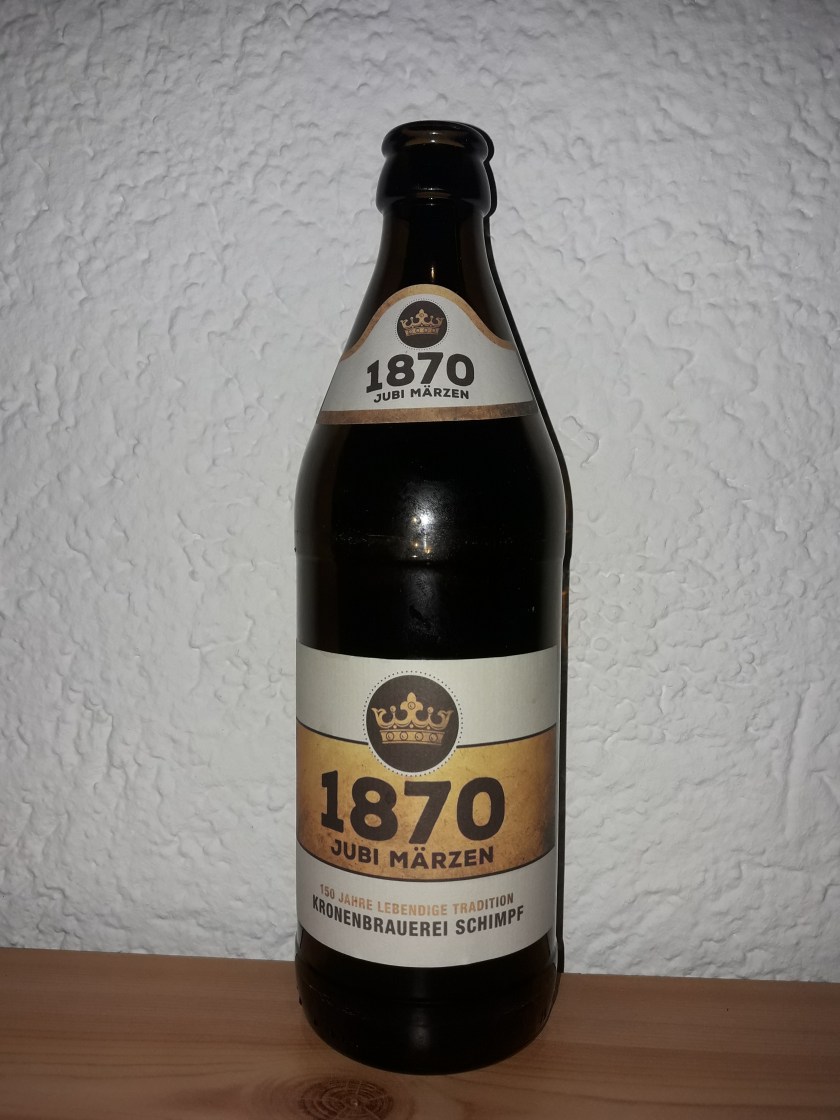 1870
JUBI MÄRZEN
1870
JUBI MÄRZEN
150 JAHRE LEBENDIGE TRADITION
KRONENBRAUEREI SCHIMPF